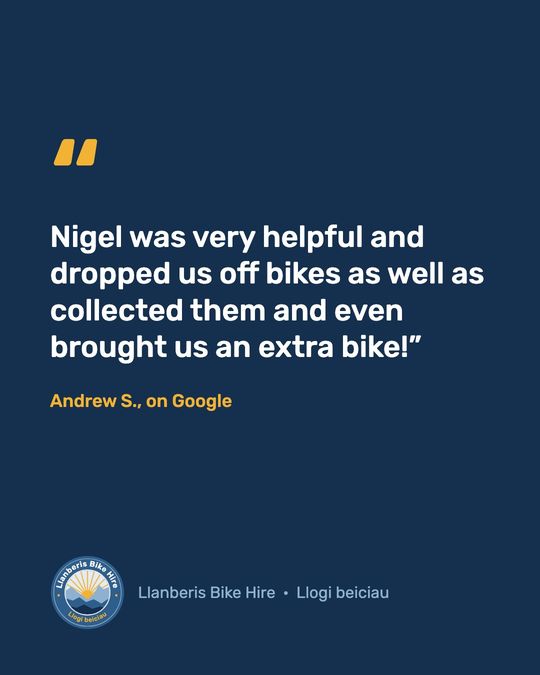 “
Nigel was very helpful and
dropped us off bikes as well as
collected them and even
brought us an extra bike!”
Andrew S., on Google
Llanberis Bike Hire
Llogi beiciau
Llanberis Bike Hire • Llogi beiciau